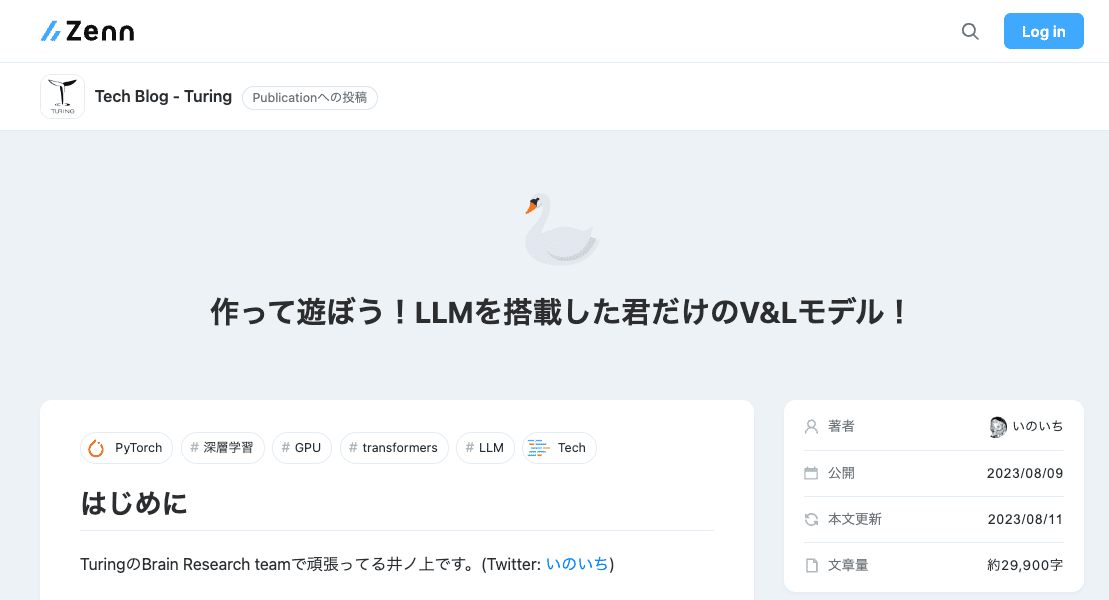 Zenn
Log in
TURING
Tech Blog - Turing
Publicationへの投稿
作って遊ぼう！LLMを搭載した君だけのV&Lモデル！
PyTorch
# 深層学習
# GPU
# transformers
# LLM
Tech
はじめに
TuringのBrain Research teamで頑張ってる井ノ上です。(Twitter: いのいち)
著者 いのいち
公開 2023/08/09
本文更新 2023/08/11
文章量 約29,900字